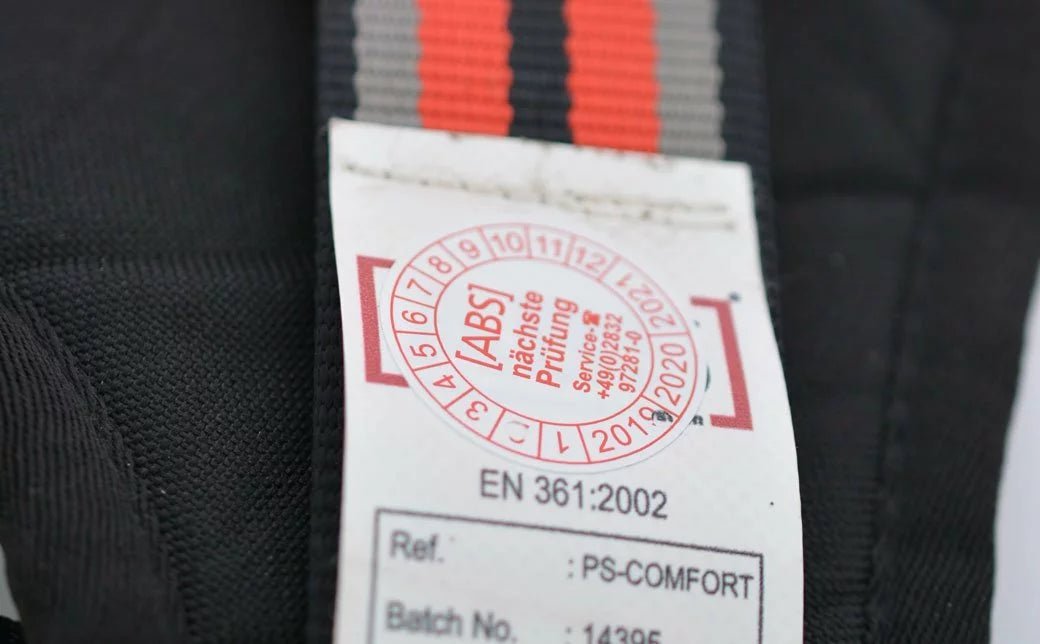 1 2 3 4 5 6 7 8 9 10 11 12 2021 2020 2019
[ABS]
nächste
Prüfung
Service-☎
+49(0)2832
97281-0
EN 361:2002
Ref. : PS-COMFORT
Batch No. : 14395